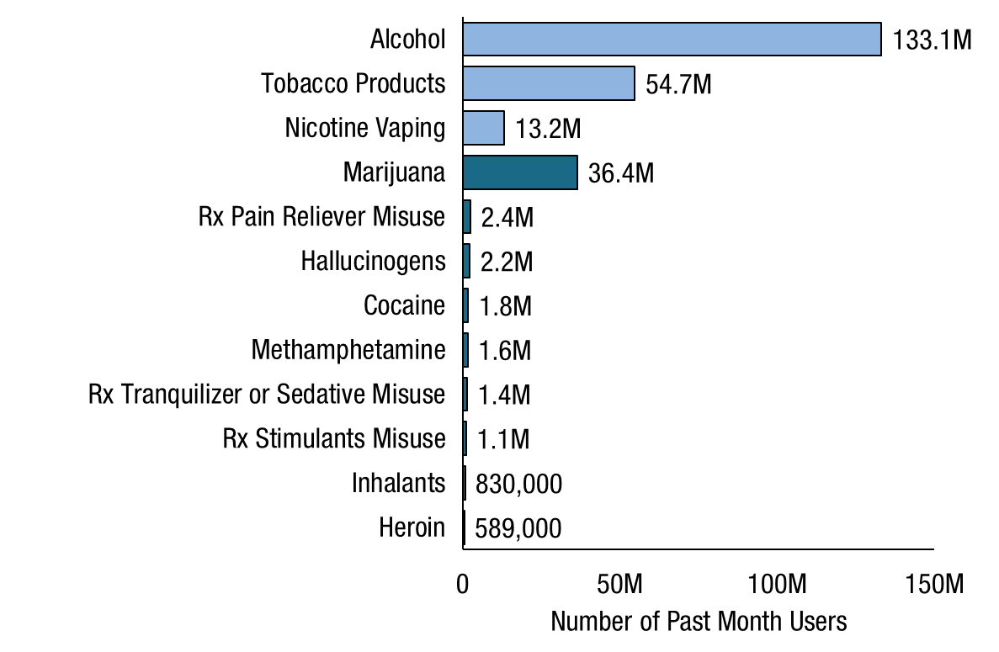 Alcohol 133.1M
Tobacco Products 54.7M
Nicotine Vaping 13.2M
Marijuana 36.4M
Rx Pain Reliever Misuse 2.4M
Hallucinogens 2.2M
Cocaine 1.8M
Methamphetamine 1.6M
Rx Tranquilizer or Sedative Misuse 1.4M
Rx Stimulants Misuse 1.1M
Inhalants 830,000
Heroin 589,000
0 50M 100M 150M
Number of Past Month Users